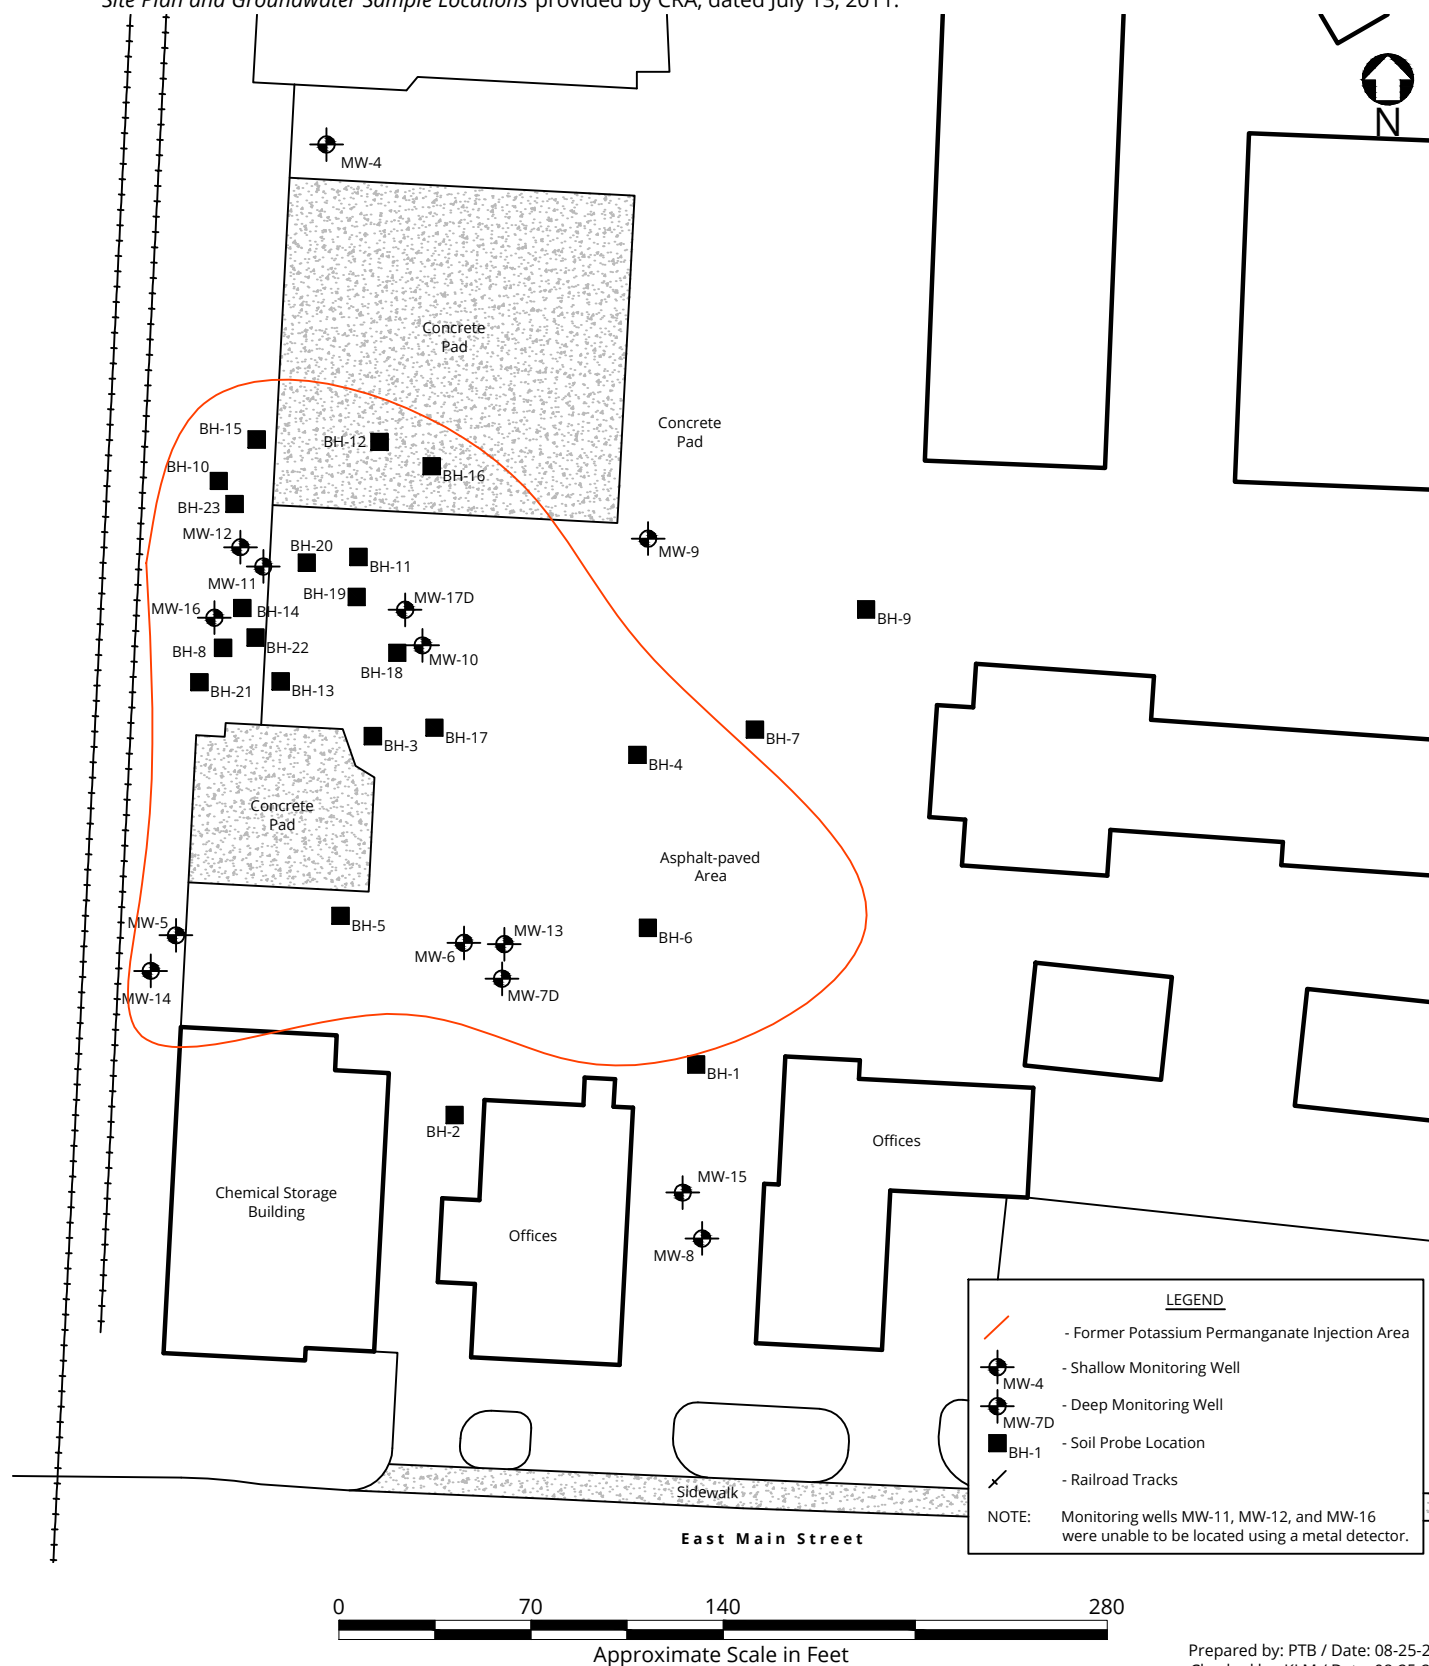 Site Plan and Groundwater Sample Locations provided by CRA, dated July 13, 2011.
N
MW-4
Concrete
Pad
Concrete
Pad
BH-15
BH-12
BH-10
BH-16
BH-23
MW-12
BH-20
MW-9
BH-11
MW-11
BH-19
MW-17D
MW-16
BH-14
BH-9
BH-22
BH-8
MW-10
BH-18
BH-21
BH-13
BH-3
BH-17
BH-7
BH-4
Concrete
Pad
Asphalt-paved
Area
MW-5
BH-5
MW-13
BH-6
MW-6
MW-7D
MW-14
BH-1
BH-2
Offices
MW-15
Chemical Storage
Building
Offices
MW-8
LEGEND
- Former Potassium Permanganate Injection Area
- Shallow Monitoring Well
MW-4
- Deep Monitoring Well
MW-7D
- Soil Probe Location
BH-1
- Railroad Tracks
NOTE: Monitoring wells MW-11, MW-12, and MW-16
were unable to be located using a metal detector.
Sidewalk
East Main Street
0 70 140 280
Approximate Scale in Feet
Prepared by: PTB / Date: 08-25-2